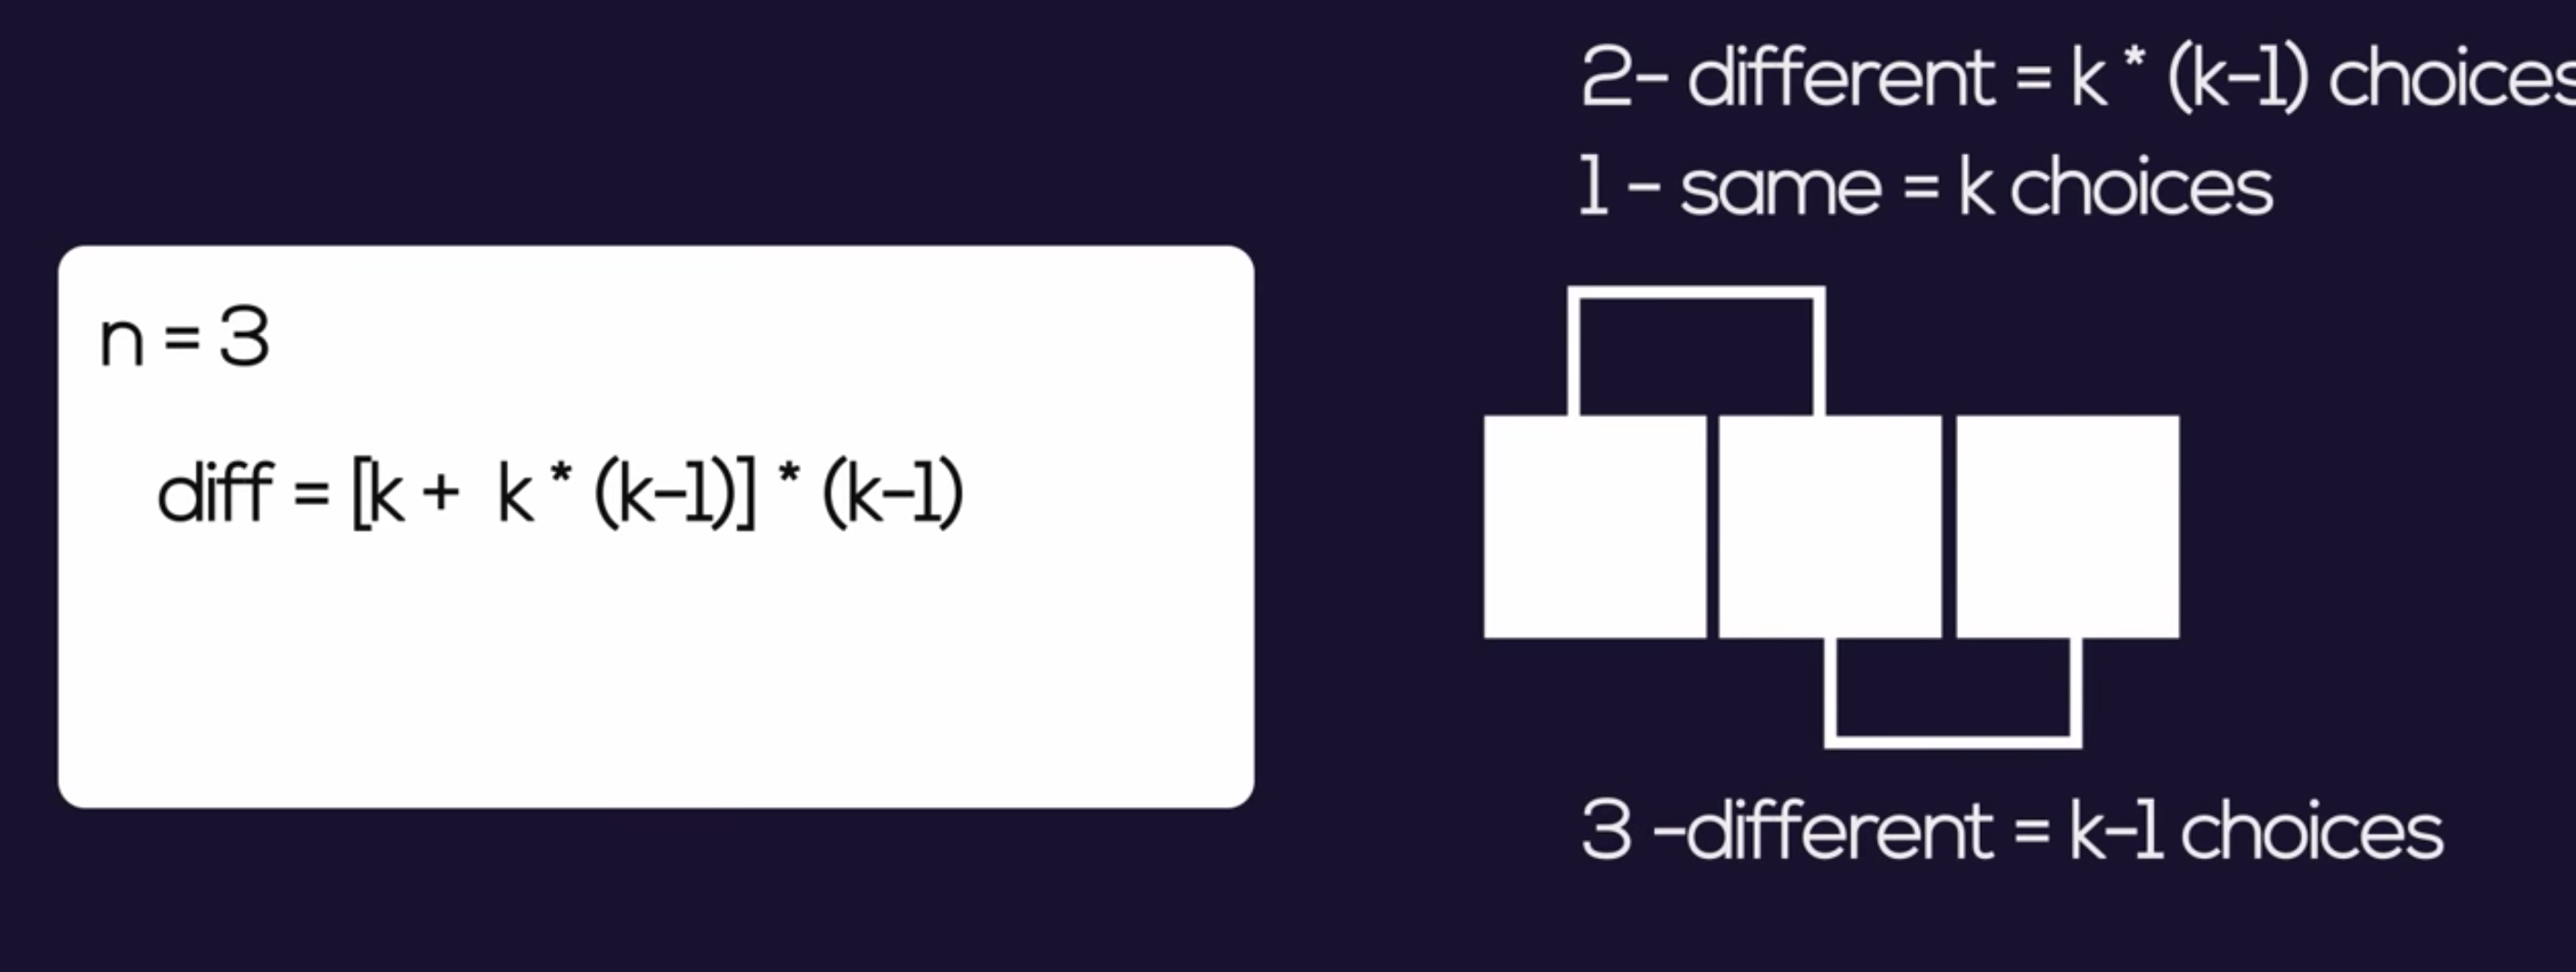 2- different = k * (k-1) choices
1 - same = k choices
n = 3
diff = [k + k * (k-1)] * (k-1)
3 -different = k-1 choices